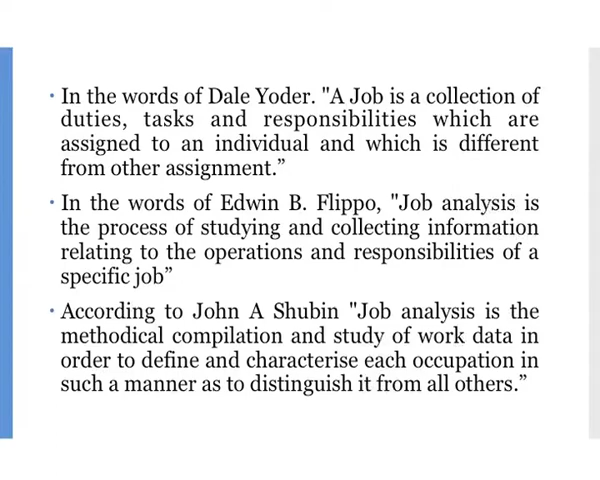 • In the words of Dale Yoder. "A Job is a collection of
duties, tasks and responsibilities which are
assigned to an individual and which is different
from other assignment.”
• In the words of Edwin B. Flippo, "Job analysis is
the process of studying and collecting information
relating to the operations and responsibilities of a
specific job”
• According to John A Shubin "Job analysis is the
methodical compilation and study of work data in
order to define and characterise each occupation in
such a manner as to distinguish it from all others.”